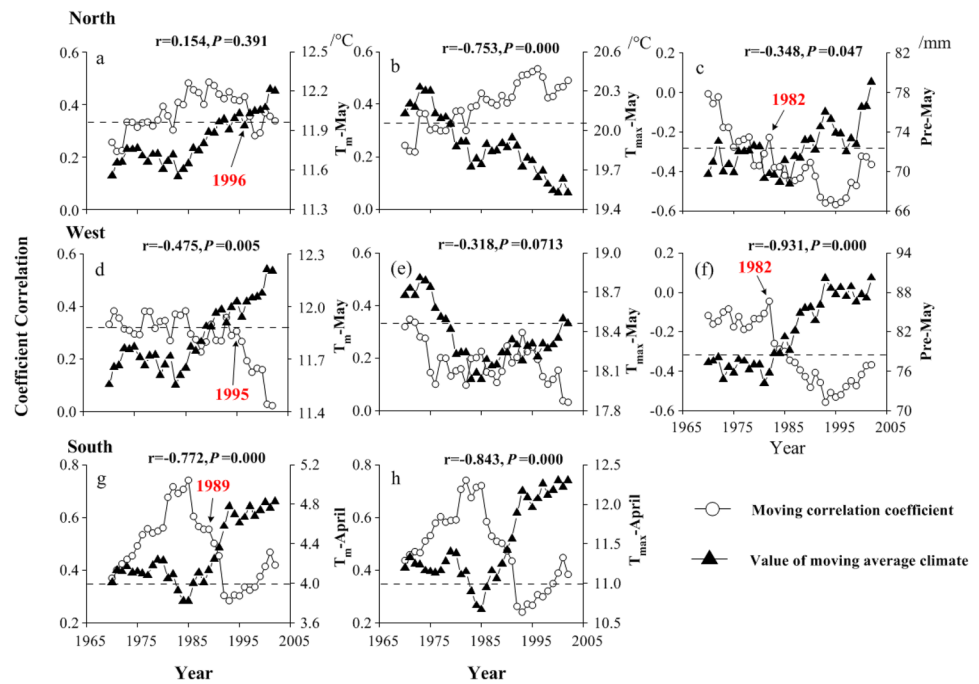 North
r=0.154,P=0.391
/°C
r=-0.753,P=0.000
/°C
r=-0.348,P=0.047
/mm
a
b
c
0.6
0.4
0.2
0.0
12.5
12.2
11.9
11.6
11.3
Tm-May
1996
0.6
0.4
0.2
0.0
20.6
20.3
20.0
19.7
19.4
Tmax-May
0.2
0.0
-0.2
-0.4
-0.6
82
78
74
70
66
Pre-May
1982
West
r=-0.475,P=0.005
r=-0.318,P=0.0713
r=-0.931,P=0.000
d
(e)
(f)
0.6
0.4
0.2
0.0
12.3
12.0
11.7
11.4
Tm-May
1995
0.6
0.4
0.2
0.0
19.0
18.7
18.4
18.1
17.8
Tmax-May
0.2
0.0
-0.2
-0.4
-0.6
94
86
78
70
Pre-May
1982
1965
1975
1985
1995
2005
Year
Coefficient Correlation
South
r=-0.772,P=0.000
r=-0.843,P=0.000
g
h
0.8
0.6
0.4
0.2
5.2
4.8
4.4
4.0
3.6
Tm-April
1989
0.8
0.6
0.4
0.2
12.5
12.0
11.5
11.0
10.5
Tmax-April
1965
1975
1985
1995
2005
1965
1975
1985
1995
2005
Year
Year
Moving correlation coefficient
Value of moving average climate